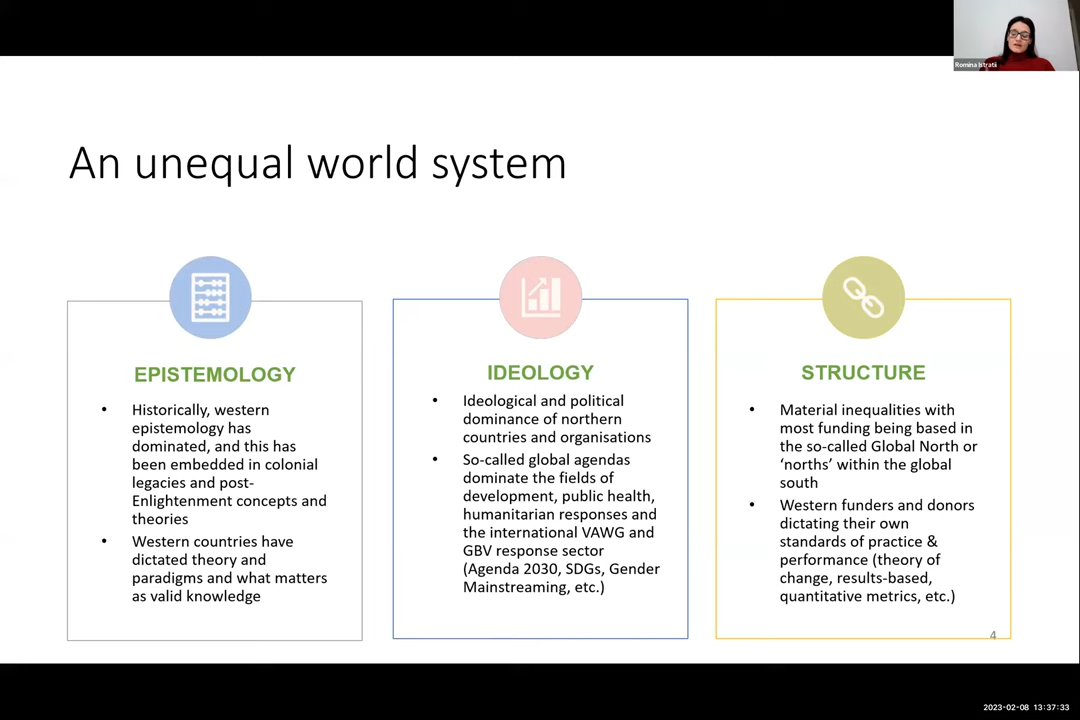 Romina Istratii
An unequal world system
EPISTEMOLOGY
• Historically, western
epistemology has
dominated, and this has
been embedded in colonial
legacies and post-
Enlightenment concepts and
theories
• Western countries have
dictated theory and
paradigms and what matters
as valid knowledge
IDEOLOGY
• Ideological and political
dominance of northern
countries and organisations
• So-called global agendas
dominate the fields of
development, public health,
humanitarian responses and
the international VAWG and
GBV response sector
(Agenda 2030, SDGs, Gender
Mainstreaming, etc.)
STRUCTURE
• Material inequalities with
most funding being based in
the so-called Global North or
‘norths’ within the global
south
• Western funders and donors
dictating their own
standards of practice &
performance (theory of
change, results-based,
quantitative metrics, etc.)
4
2023-02-08 13:37:33